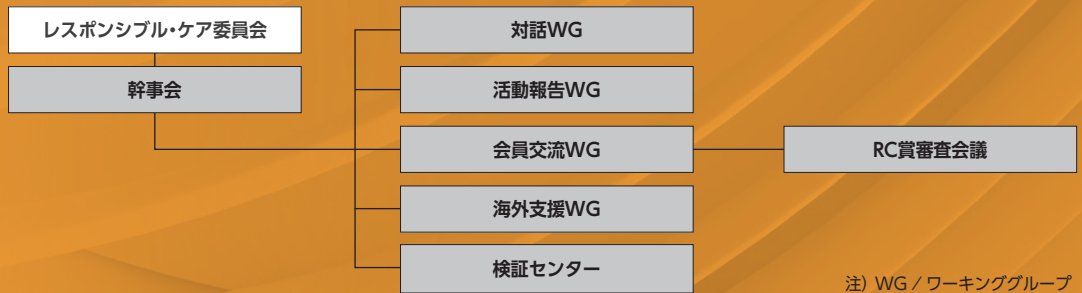 レスポンシブル・ケア委員会
幹事会
対話WG
活動報告WG
会員交流WG
RC賞審査会議
海外支援WG
検証センター
注）WG / ワーキンググループ